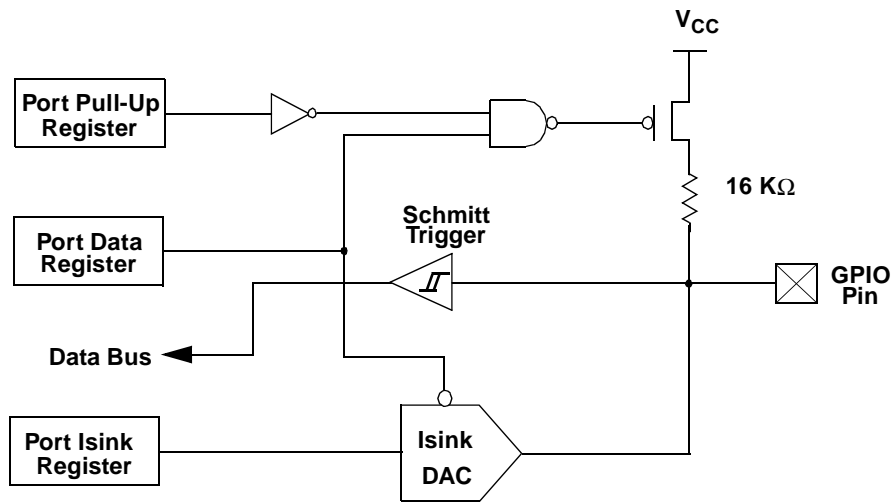 VCC
Port Pull-Up
Register
16 KΩ
Schmitt
Trigger
Port Data
Register
GPIO
Pin
Data Bus
Port Isink
Register
Isink
DAC